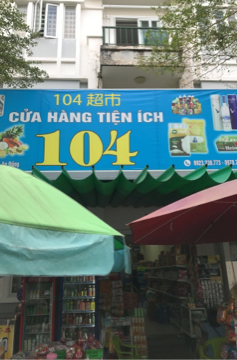 104 超市
CỬA HÀNG TIỆN ÍCH
104